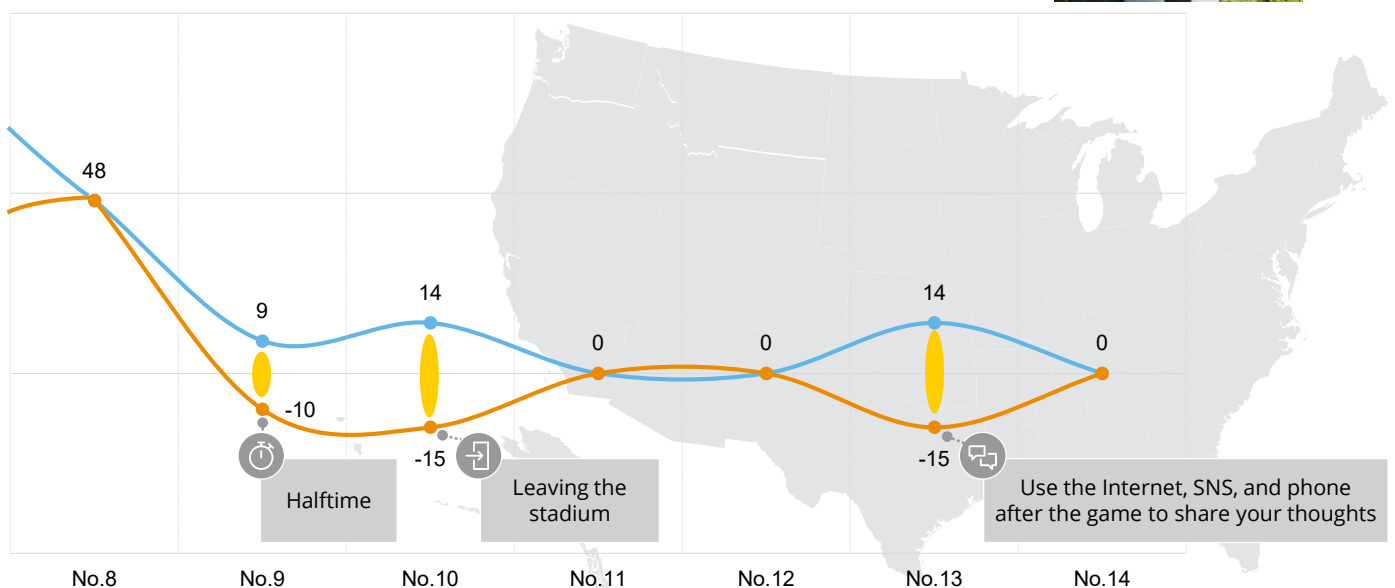 48
9
14
14
0
0
0
-10
-15
-15
Halftime
Leaving the
stadium
Use the Internet, SNS, and phone
after the game to share your thoughts
No.8
No.9
No.10
No.11
No.12
No.13
No.14